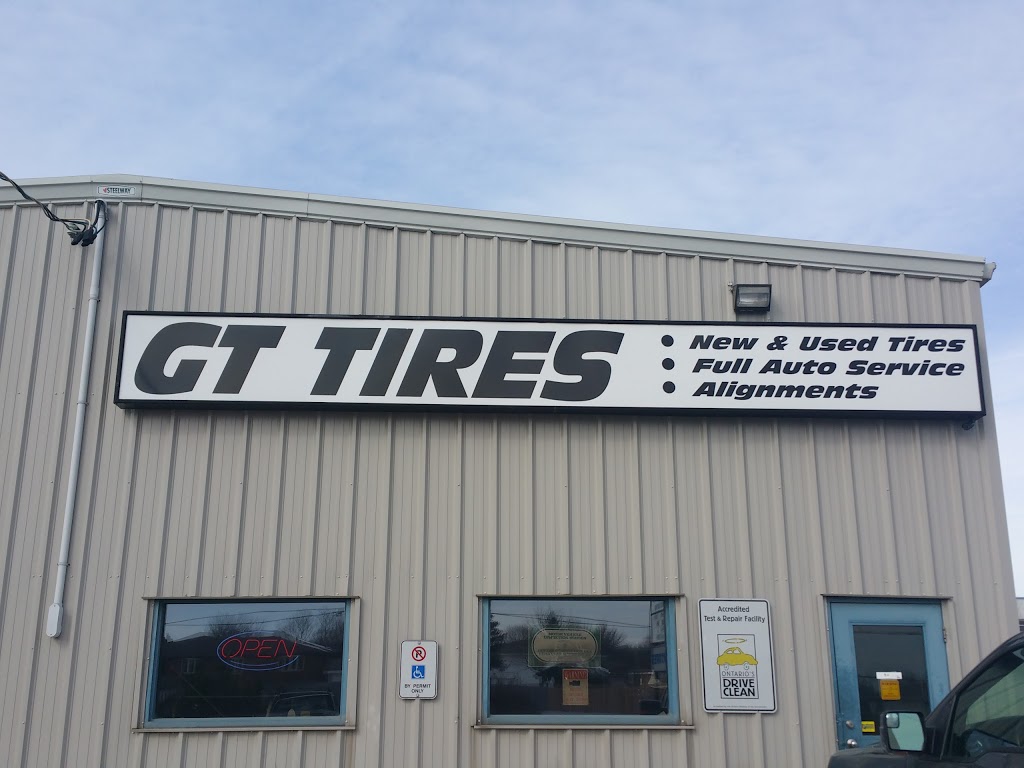 STEELWAY
GT TIRES
• New & Used Tires
• Full Auto Service
• Alignments
OPEN
P
BY PERMIT
ONLY
Accredited
Test & Repair Facility
ONTARIO'S
DRIVE
CLEAN